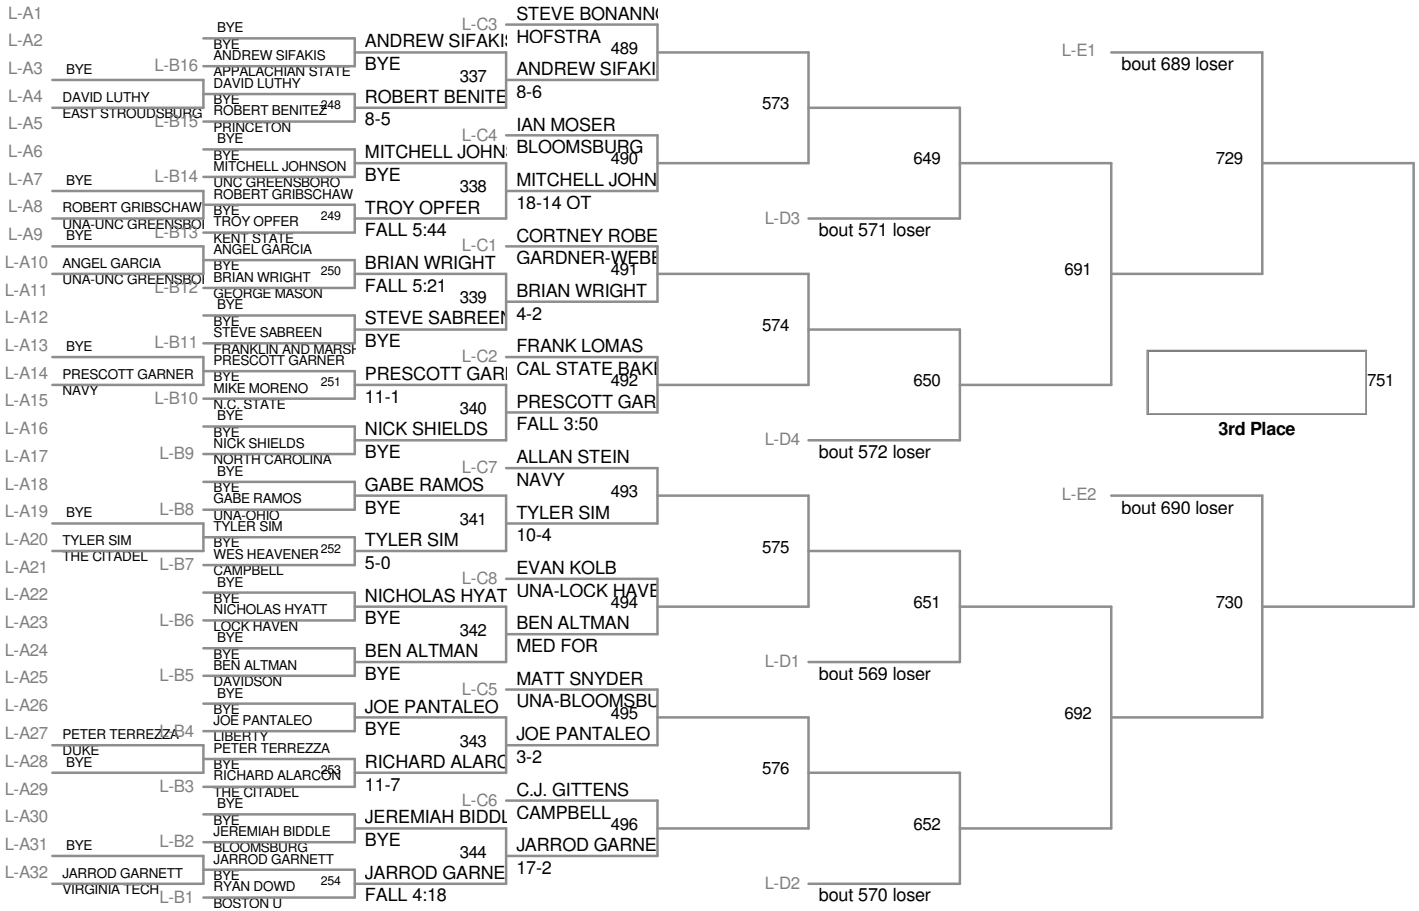 L-A1
L-A2
L-A3
L-A4
L-A5
L-A6
L-A7
L-A8
L-A9
L-A10
L-A11
L-A12
L-A13
L-A14
L-A15
L-A16
L-A17
L-A18
L-A19
L-A20
L-A21
L-A22
L-A23
L-A24
L-A25
L-A26
L-A27
L-A28
L-A29
L-A30
L-A31
L-A32
BYE
DAVID LUTHY
EAST STROUDSBURG
BYE
ROBERT GRIBSCHAW
UNA-UNC GREENSBO
BYE
ANGEL GARCIA
UNA-UNC GREENSBO
BYE
PRESCOTT GARNER
NAVY
BYE
TYLER SIM
THE CITADEL
PETER TERREZZA
DUKE
BYE
BYE
JARROD GARNETT
VIRGINIA TECH
L-B16
L-B15
L-B14
L-B13
L-B12
L-B11
L-B10
L-B9
L-B8
L-B7
L-B6
L-B5
L-B4
L-B3
L-B2
L-B1
BYE
BYE
ANDREW SIFAKIS
APPALACHIAN STATE
DAVID LUTHY
BYE
ROBERT BENITEZ 248
PRINCETON
BYE
BYE
MITCHELL JOHNSON
UNC GREENSBORO
ROBERT GRIBSCHAW
BYE
TROY OPFER 249
KENT STATE
ANGEL GARCIA
BYE
BRIAN WRIGHT 250
GEORGE MASON
BYE
BYE
STEVE SABREEN
FRANKLIN AND MARSH
PRESCOTT GARNER
BYE
MIKE MORENO 251
N.C. STATE
BYE
BYE
NICK SHIELDS
NORTH CAROLINA
BYE
BYE
GABE RAMOS
UNA-OHIO
TYLER SIM
BYE
WES HEAVENER 252
CAMPBELL
BYE
BYE
NICHOLAS HYATT
LOCK HAVEN
BYE
BYE
BEN ALTMAN
DAVIDSON
BYE
BYE
JOE PANTALEO
LIBERTY
PETER TERREZZA
BYE
RICHARD ALARCON 253
THE CITADEL
BYE
BYE
JEREMIAH BIDDLE
BLOOMSBURG
JARROD GARNETT
BYE
RYAN DOWD 254
BOSTON U
ANDREW SIFAKIS
BYE
337
ROBERT BENITE
8-5
MITCHELL JOHN
BYE
338
TROY OPFER
FALL 5:44
BRIAN WRIGHT
FALL 5:21
339
STEVE SABREEN
BYE
PRESCOTT GAR
11-1
340
NICK SHIELDS
BYE
GABE RAMOS
BYE
341
TYLER SIM
5-0
NICHOLAS HYAT
BYE
342
BEN ALTMAN
BYE
JOE PANTALEO
BYE
343
RICHARD ALARC
11-7
JEREMIAH BIDDL
BYE
344
JARROD GARNE
FALL 4:18
L-C3
STEVE BONANNO
HOFSTRA
489
ANDREW SIFAKI
8-6
L-C4
IAN MOSER
BLOOMSBURG
490
MITCHELL JOHN
18-14 OT
L-C1
CORTNEY ROBE
GARDNER-WEBB
491
BRIAN WRIGHT
4-2
L-C2
FRANK LOMAS
CAL STATE BAK
492
PRESCOTT GAR
FALL 3:50
L-C7
ALLAN STEIN
NAVY
493
TYLER SIM
10-4
L-C8
EVAN KOLB
UNA-LOCK HAVE
494
BEN ALTMAN
MED FOR
L-C5
MATT SNYDER
UNA-BLOOMSBU
495
JOE PANTALEO
3-2
L-C6
C.J. GITTENS
CAMPBELL
496
JARROD GARNE
17-2
573
574
575
576
L-D3
bout 571 loser
L-D4
bout 572 loser
L-D1
bout 569 loser
L-D2
bout 570 loser
649
650
651
652
691
692
L-E1
bout 689 loser
L-E2
bout 690 loser
729
730
751
3rd Place